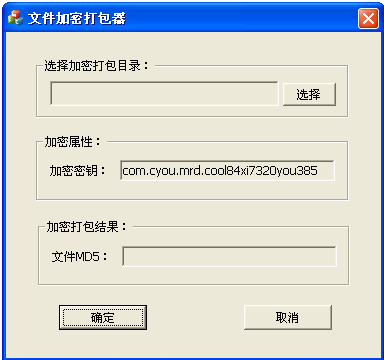 文件加密打包器
选择加密打包目录：
选择
加密属性：
加密密钥： com.cyou.mrd.cool84xi7320you385
加密打包结果：
文件MD5：
确定 取消